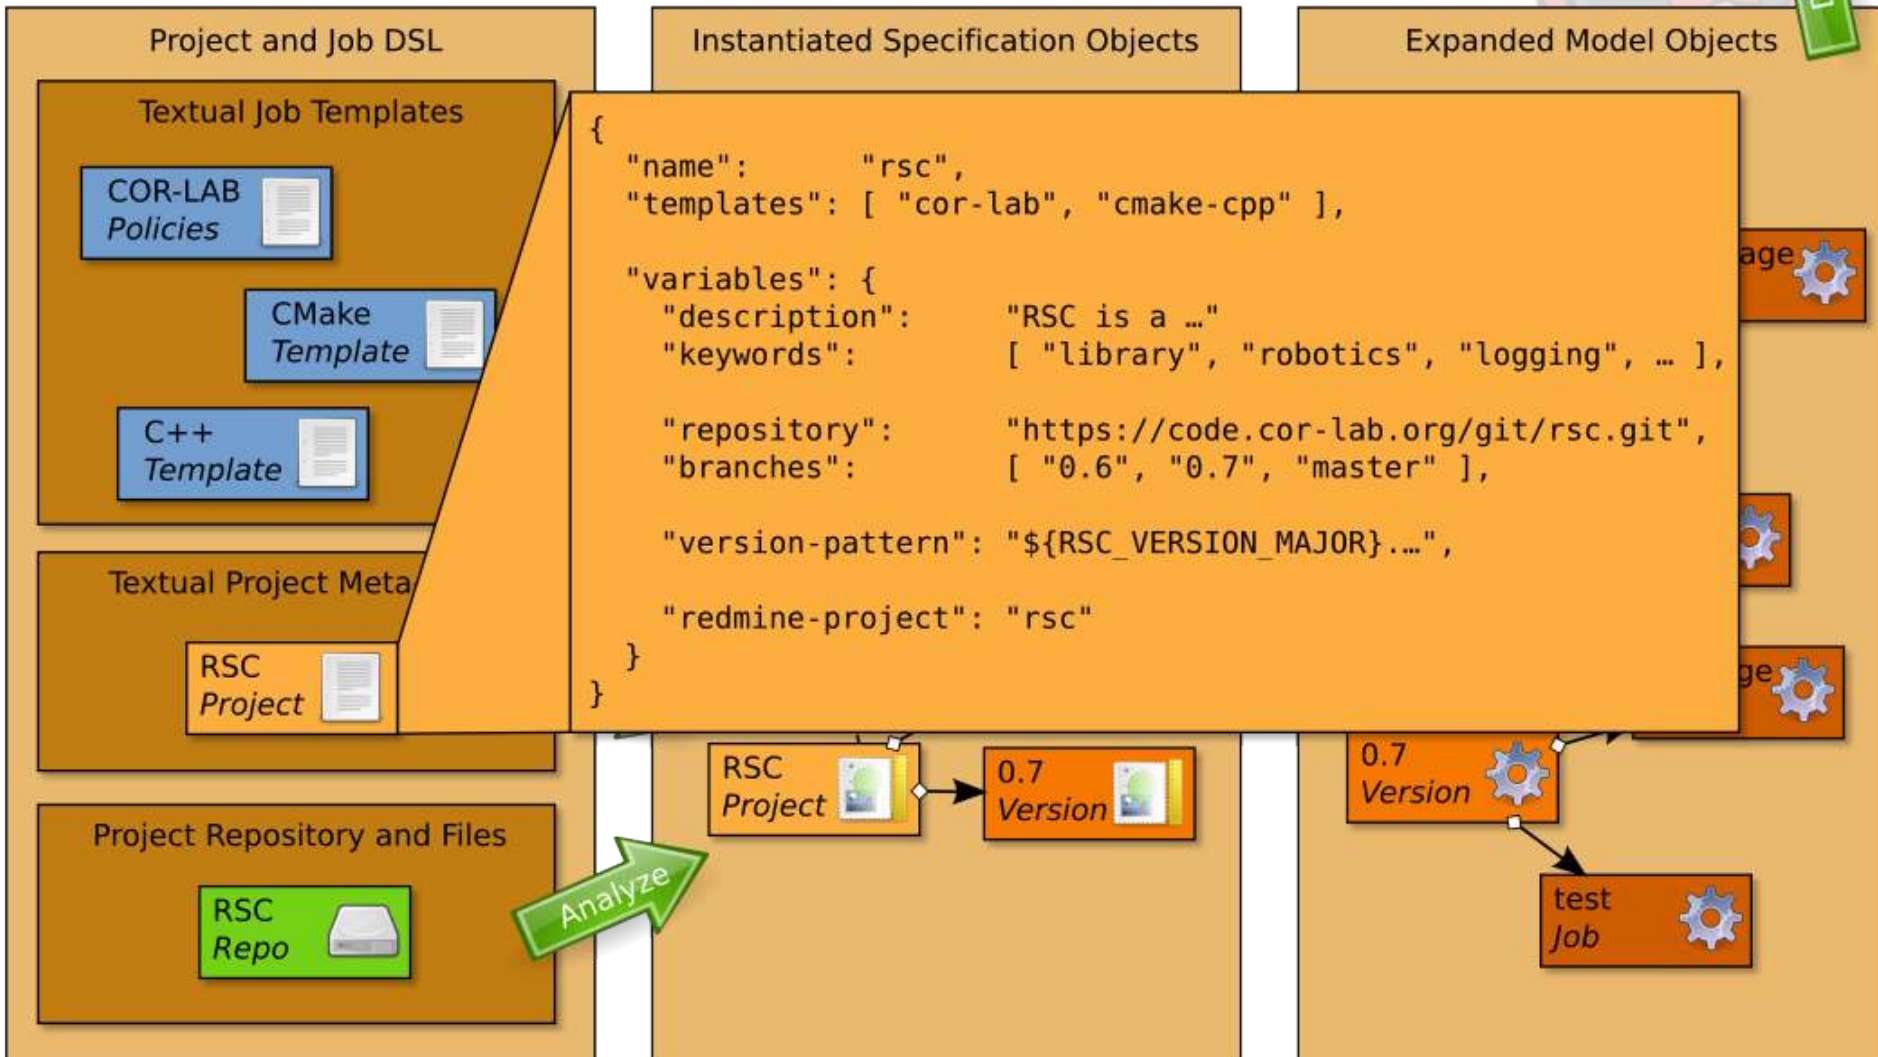 Project and Job DSL
Textual Job Templates
COR-LAB
Policies
CMake
Template
C++
Template
Textual Project Meta
RSC
Project
Project Repository and Files
RSC
Repo
Analyze
Instantiated Specification Objects
{
"name":     "rsc",
"templates": [ "cor-lab", "cmake-cpp" ],
"variables": {
"description":     "RSC is a …"
"keywords":        [ "library", "robotics", "logging", … ],
"repository":      "https://code.cor-lab.org/git/rsc.git",
"branches":        [ "0.6", "0.7", "master" ],
"version-pattern": "${RSC_VERSION_MAJOR}.…",
"redmine-project": "rsc"
}
}
RSC
Project
0.7
Version
Expanded Model Objects
age
ge
0.7
Version
test
Job